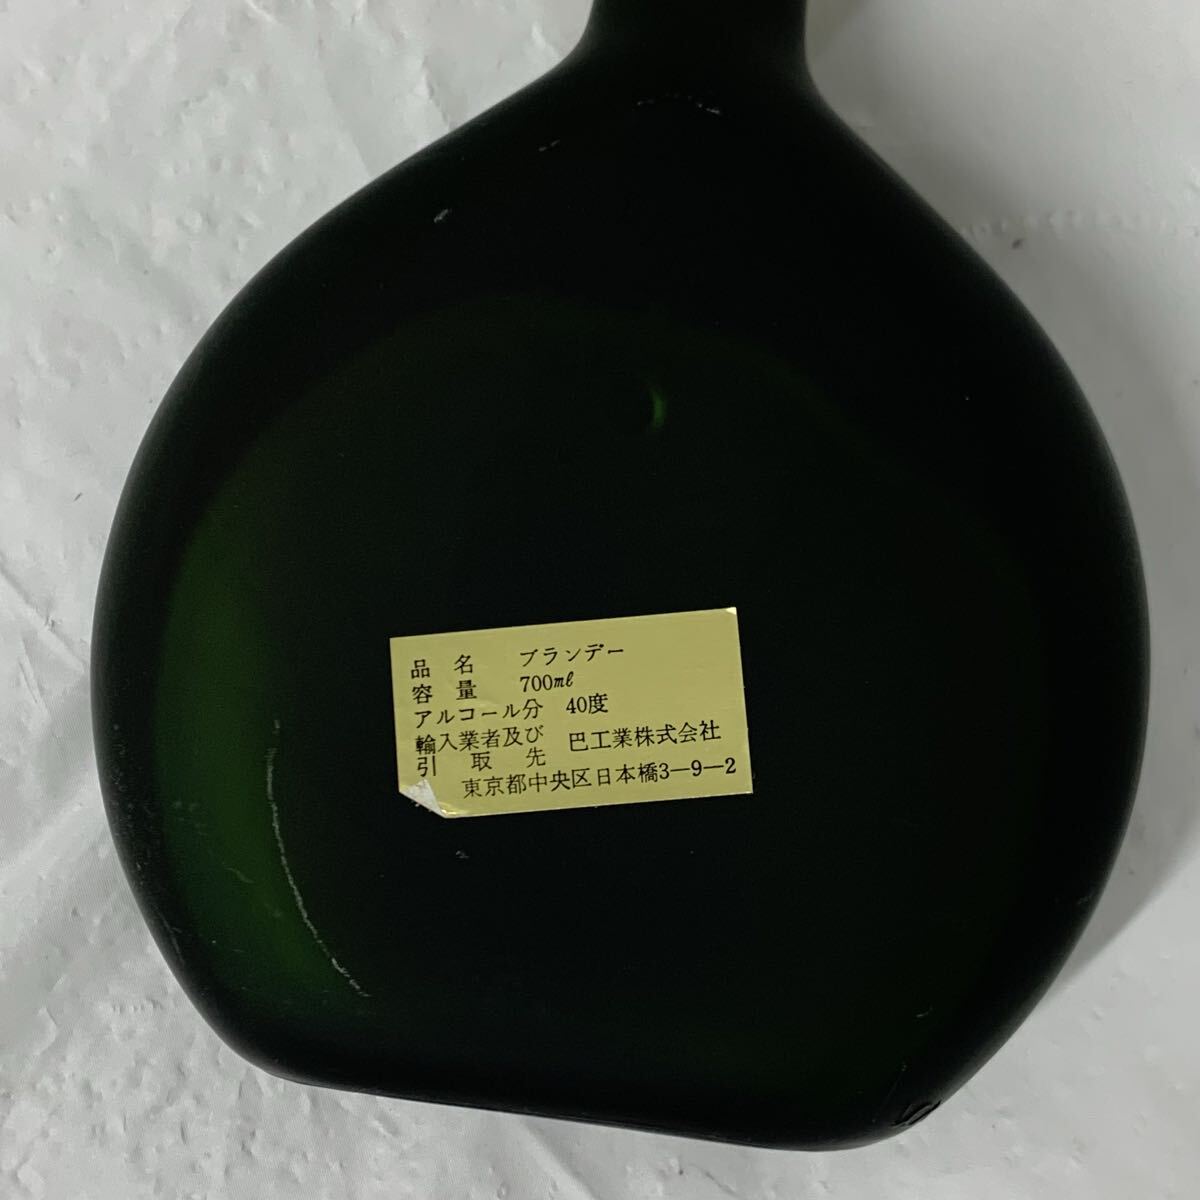 品名 ブランデー
容量 700㎖
アルコール分 40度
輸入業者及び引取先 巴工業株式会社
東京都中央区日本橋3―9―2